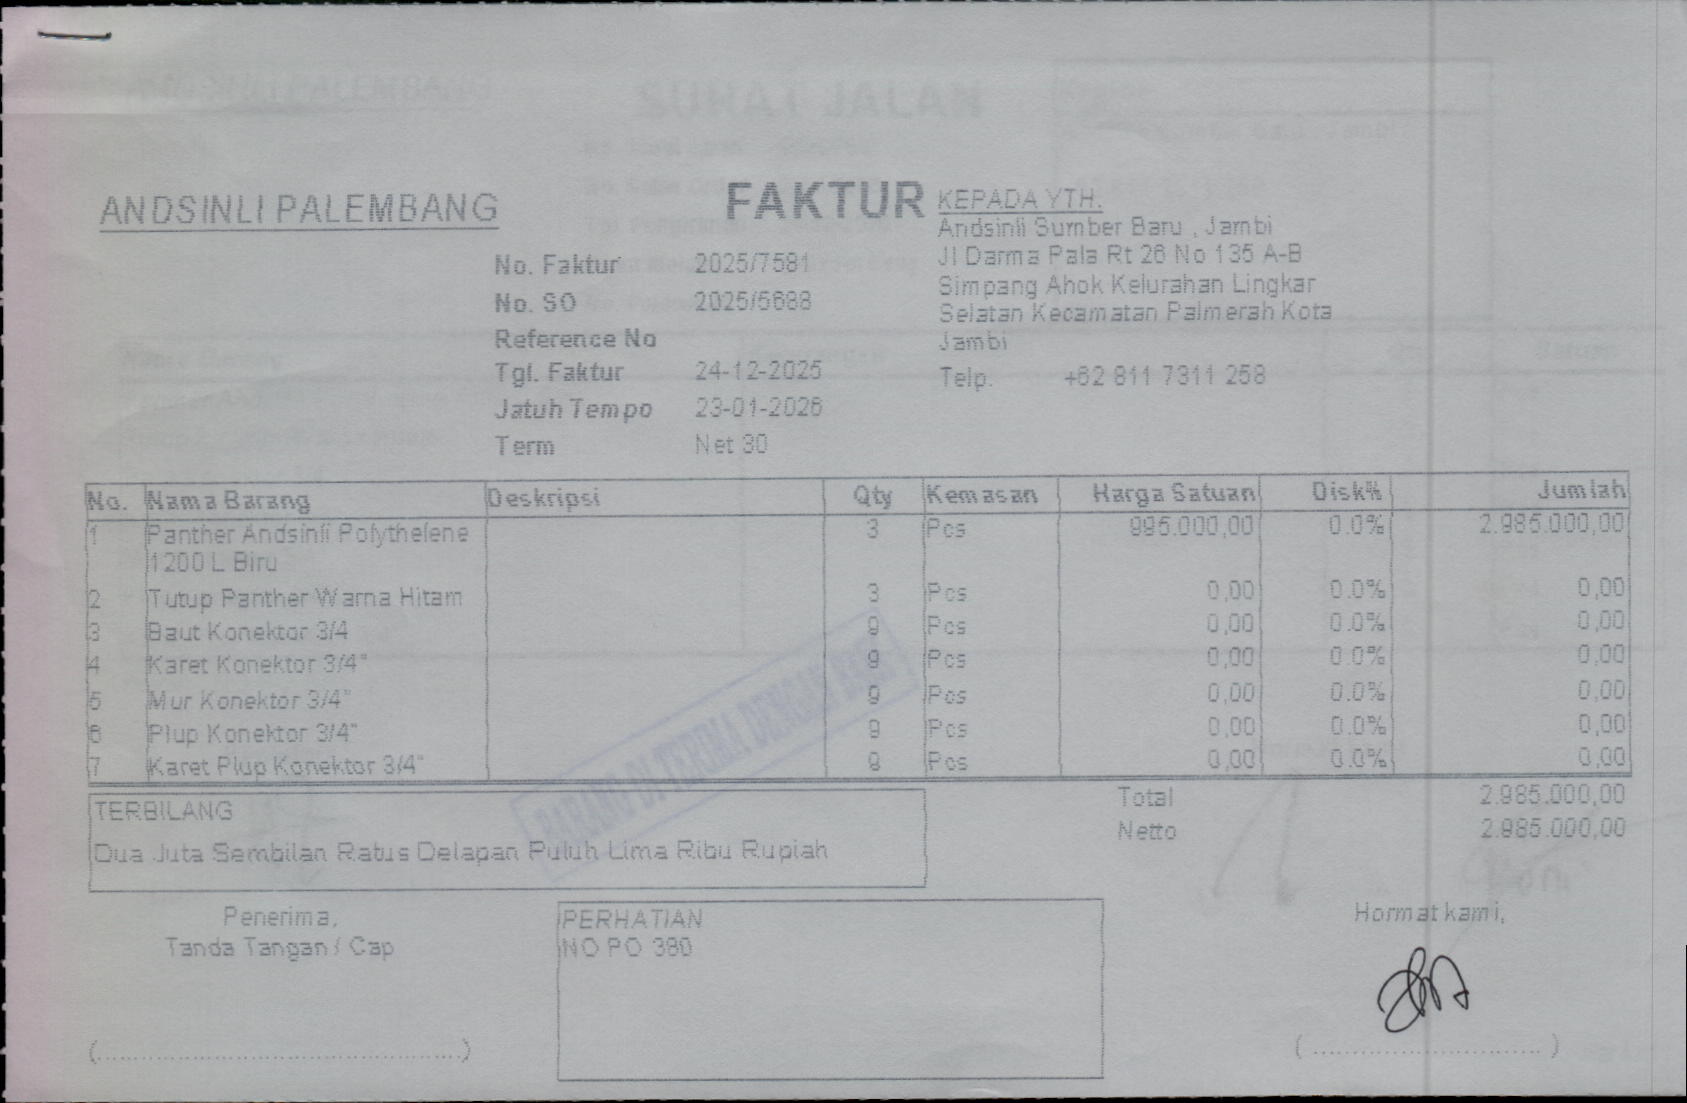 ANDSINLI PALEMBANG
FAKTUR
No. Faktur 2025/7581
No. SO 2025/5688
Reference No
Tgl. Faktur 24-12-2025
Jatuh Tempo 23-01-2026
Term Net 30
KEPADA YTH.
Andsinli Sumber Baru , Jambi
Jl Darma Pala Rt 26 No 135 A-B
Simpang Ahok Kelurahan Lingkar
Selatan Kecamatan Palmerah Kota
Jambi
Telp. +62 811 7311 258
No. Nama Barang Deskripsi Qty Kemasan Harga Satuan Disk% Jumlah
1 Panther Andsinli Polythelene 3 Pcs 995.000,00 0.0% 2.985.000,00
1200 L Biru
2 Tutup Panther Warna Hitam 3 Pcs 0,00 0.0% 0,00
3 Baut Konektor 3/4 9 Pcs 0,00 0.0% 0,00
4 Karet Konektor 3/4" 9 Pcs 0,00 0.0% 0,00
5 Mur Konektor 3/4" 9 Pcs 0,00 0.0% 0,00
6 Plup Konektor 3/4" 9 Pcs 0,00 0.0% 0,00
7 Karet Plup Konektor 3/4" 9 Pcs 0,00 0.0% 0,00
BARANG DI TERIMA DENGAN BAIK
Total 2.985.000,00
Netto 2.985.000,00
TERBILANG
Dua Juta Sembilan Ratus Delapan Puluh Lima Ribu Rupiah
Penerima,
Tanda Tangan / Cap
PERHATIAN
NO PO 380
Hormat kami,
SURAT JALAN
ANDSINLI PALEMBANG